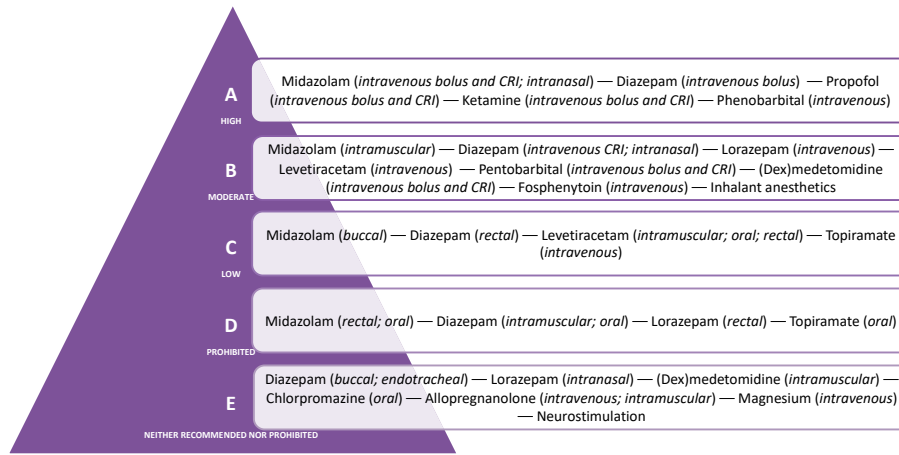 A
HIGH
Midazolam (intravenous bolus and CRI; intranasal) — Diazepam (intravenous bolus) — Propofol
(intravenous bolus and CRI) — Ketamine (intravenous bolus and CRI) — Phenobarbital (intravenous)
B
MODERATE
Midazolam (intramuscular) — Diazepam (intravenous CRI; intranasal) — Lorazepam (intravenous) —
Levetiracetam (intravenous) — Pentobarbital (intravenous bolus and CRI) — (Dex)medetomidine
(intravenous bolus and CRI) — Fosphenytoin (intravenous) — Inhalant anesthetics
C
LOW
Midazolam (buccal) — Diazepam (rectal) — Levetiracetam (intramuscular; oral; rectal) — Topiramate
(intravenous)
D
PROHIBITED
Midazolam (rectal; oral) — Diazepam (intramuscular; oral) — Lorazepam (rectal) — Topiramate (oral)
E
NEITHER RECOMMENDED NOR PROHIBITED
Diazepam (buccal; endotracheal) — Lorazepam (intranasal) — (Dex)medetomidine (intramuscular) —
Chlorpromazine (oral) — Allopregnanolone (intravenous; intramuscular) — Magnesium (intravenous)
— Neurostimulation